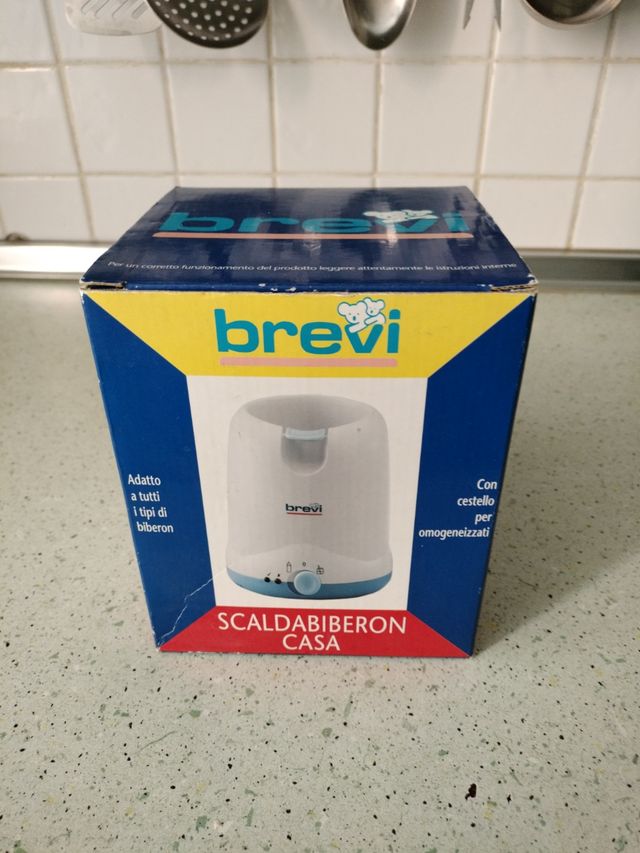 brevi
Per un corretto funzionamento del prodotto leggere attentamente le istruzioni interne
brevi
Adatto
a tutti
i tipi di
biberon
brevi
Con
cestello
per
omogeneizzati
0
SCALDABIBERON
CASA